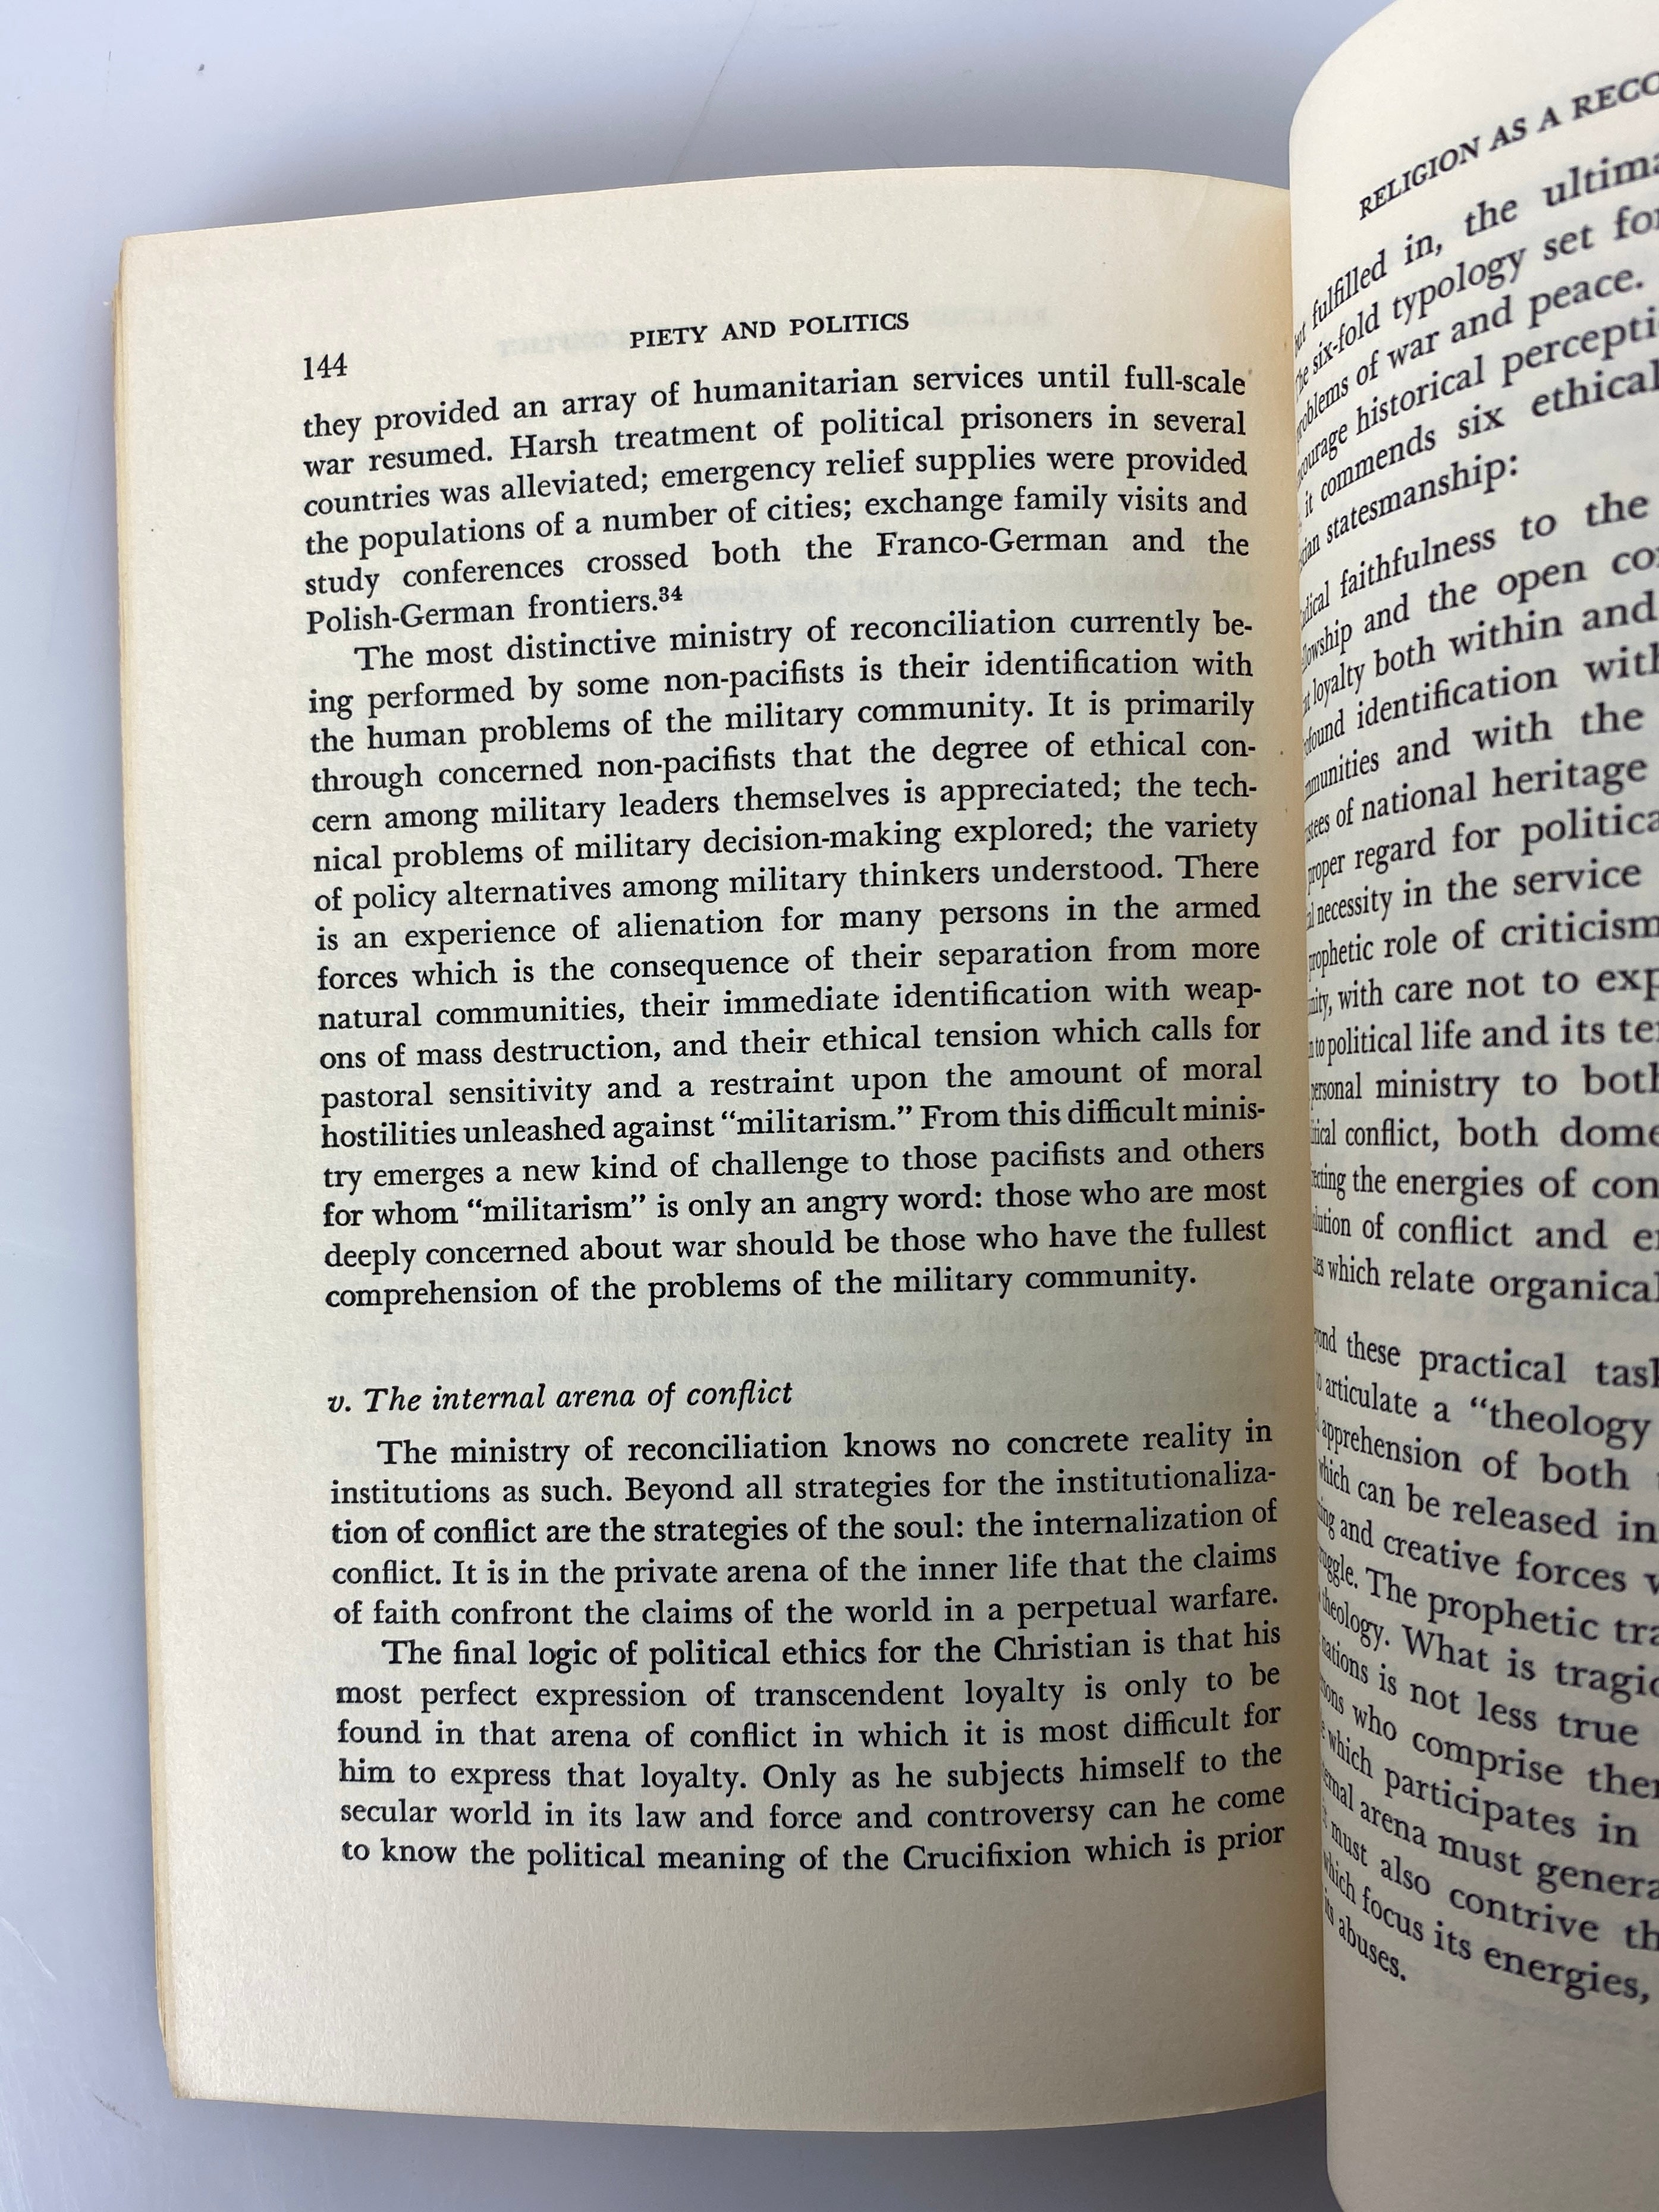 144
PIETY AND POLITICS
they provided an array of humanitarian services until full-scale
war resumed. Harsh treatment of political prisoners in several
countries was alleviated; emergency relief supplies were provided
the populations of a number of cities; exchange family visits and
study conferences crossed both the Franco-German and the
Polish-German frontiers.³⁴
The most distinctive ministry of reconciliation currently be-
ing performed by some non-pacifists is their identification with
the human problems of the military community. It is primarily
through concerned non-pacifists that the degree of ethical con-
cern among military leaders themselves is appreciated; the tech-
nical problems of military decision-making explored; the variety
of policy alternatives among military thinkers understood. There
is an experience of alienation for many persons in the armed
forces which is the consequence of their separation from more
natural communities, their immediate identification with weap-
ons of mass destruction, and their ethical tension which calls for
pastoral sensitivity and a restraint upon the amount of moral
hostilities unleashed against “militarism.” From this difficult minis-
try emerges a new kind of challenge to those pacifists and others
for whom “militarism” is only an angry word: those who are most
deeply concerned about war should be those who have the fullest
comprehension of the problems of the military community.
v. The internal arena of conflict
The ministry of reconciliation knows no concrete reality in
institutions as such. Beyond all strategies for the institutionaliza-
tion of conflict are the strategies of the soul: the internalization of
conflict. It is in the private arena of the inner life that the claims
of faith confront the claims of the world in a perpetual warfare.
The final logic of political ethics for the Christian is that his
most perfect expression of transcendent loyalty is only to be
found in that arena of conflict in which it is most difficult for
him to express that loyalty. Only as he subjects himself to the
secular world in its law and force and controversy can he come
to know the political meaning of the Crucifixion which is prior
RELIGION AS A
fulfilled in, the
six-fold typology set
of war and peace.
historical
it commends six ethical
statesmanship:
faithfulness to the
and the open
loyalty both within and
identification with
and with the
of national heritage
proper regard for
necessity in the service
role of criticism
with care not to
to political life and its
ministry to both
conflict, both
the energies of
of conflict and
which relate
these practical
articulate a “theology
apprehension of both
which can be released in
and creative forces
The prophetic
theology. What is
is not less true
who comprise
which participates in
arena must
must also contrive
which focus its energies,
its abuses.